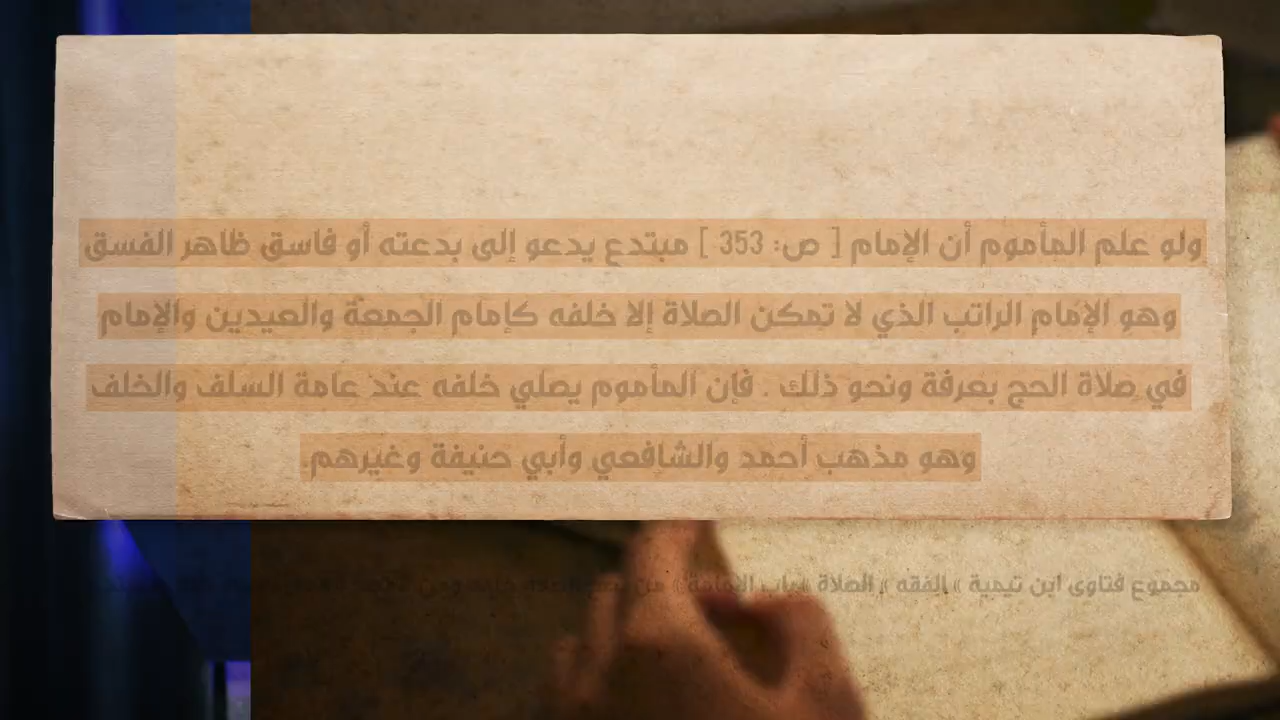 ولو علم المأموم أن الإمام [ ص: 353 ] مبتدع يدعو إلى بدعته أو فاسق ظاهر الفسق
وهو الإمام الراتب الذي لا تمكن الصلاة إلا خلفه كإمام الجمعة والعيدين والإمام
في صلاة الحج بعرفة ونحو ذلك . فإن المأموم يصلي خلفه عند عامة السلف والخلف
وهو مذهب أحمد والشافعي وأبي حنيفة وغيرهم.
مجموع فتاوى ابن تيمية » الفقه » الصلاة » باب الإمامة » من